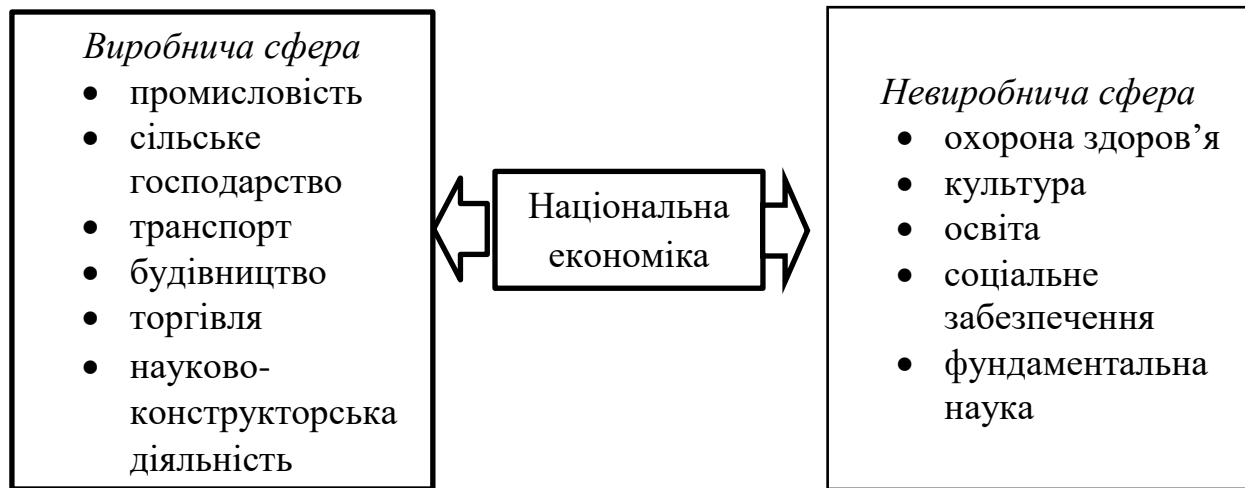 Виробнича сфера
• промисловість
• сільське
господарство
• транспорт
• будівництво
• торгівля
• науково-
конструкторська
діяльність
Національна
економіка
Невиробнича сфера
• охорона здоров’я
• культура
• освіта
• соціальне
забезпечення
• фундаментальна
наука